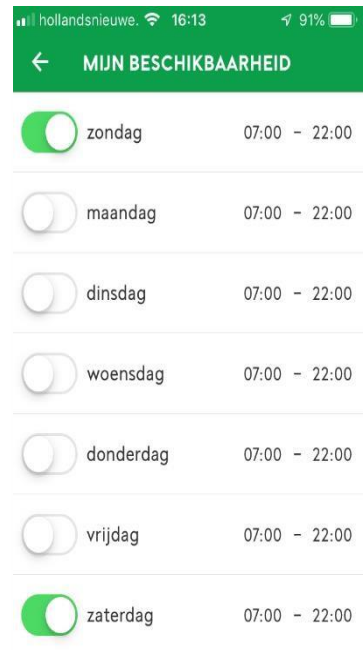 hollandsnieuwe. 16:13 91%
MIJN BESCHIKBAARHEID
zondag 07:00 - 22:00
maandag 07:00 - 22:00
dinsdag 07:00 - 22:00
woensdag 07:00 - 22:00
donderdag 07:00 - 22:00
vrijdag 07:00 - 22:00
zaterdag 07:00 - 22:00